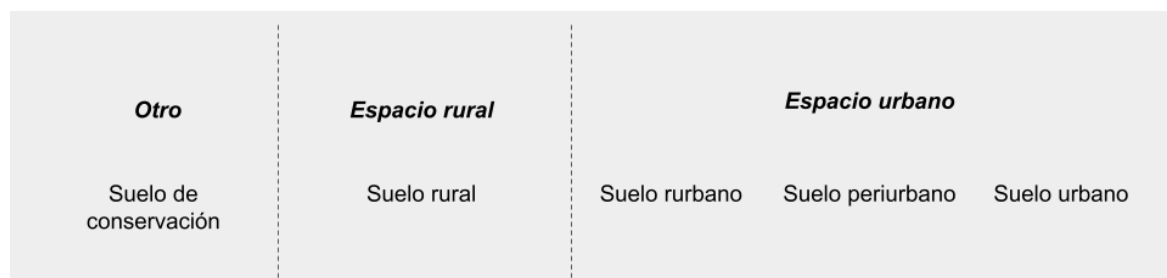 Otro
Suelo de
conservación
Espacio rural
Suelo rural
Espacio urbano
Suelo rurbano
Suelo periurbano
Suelo urbano